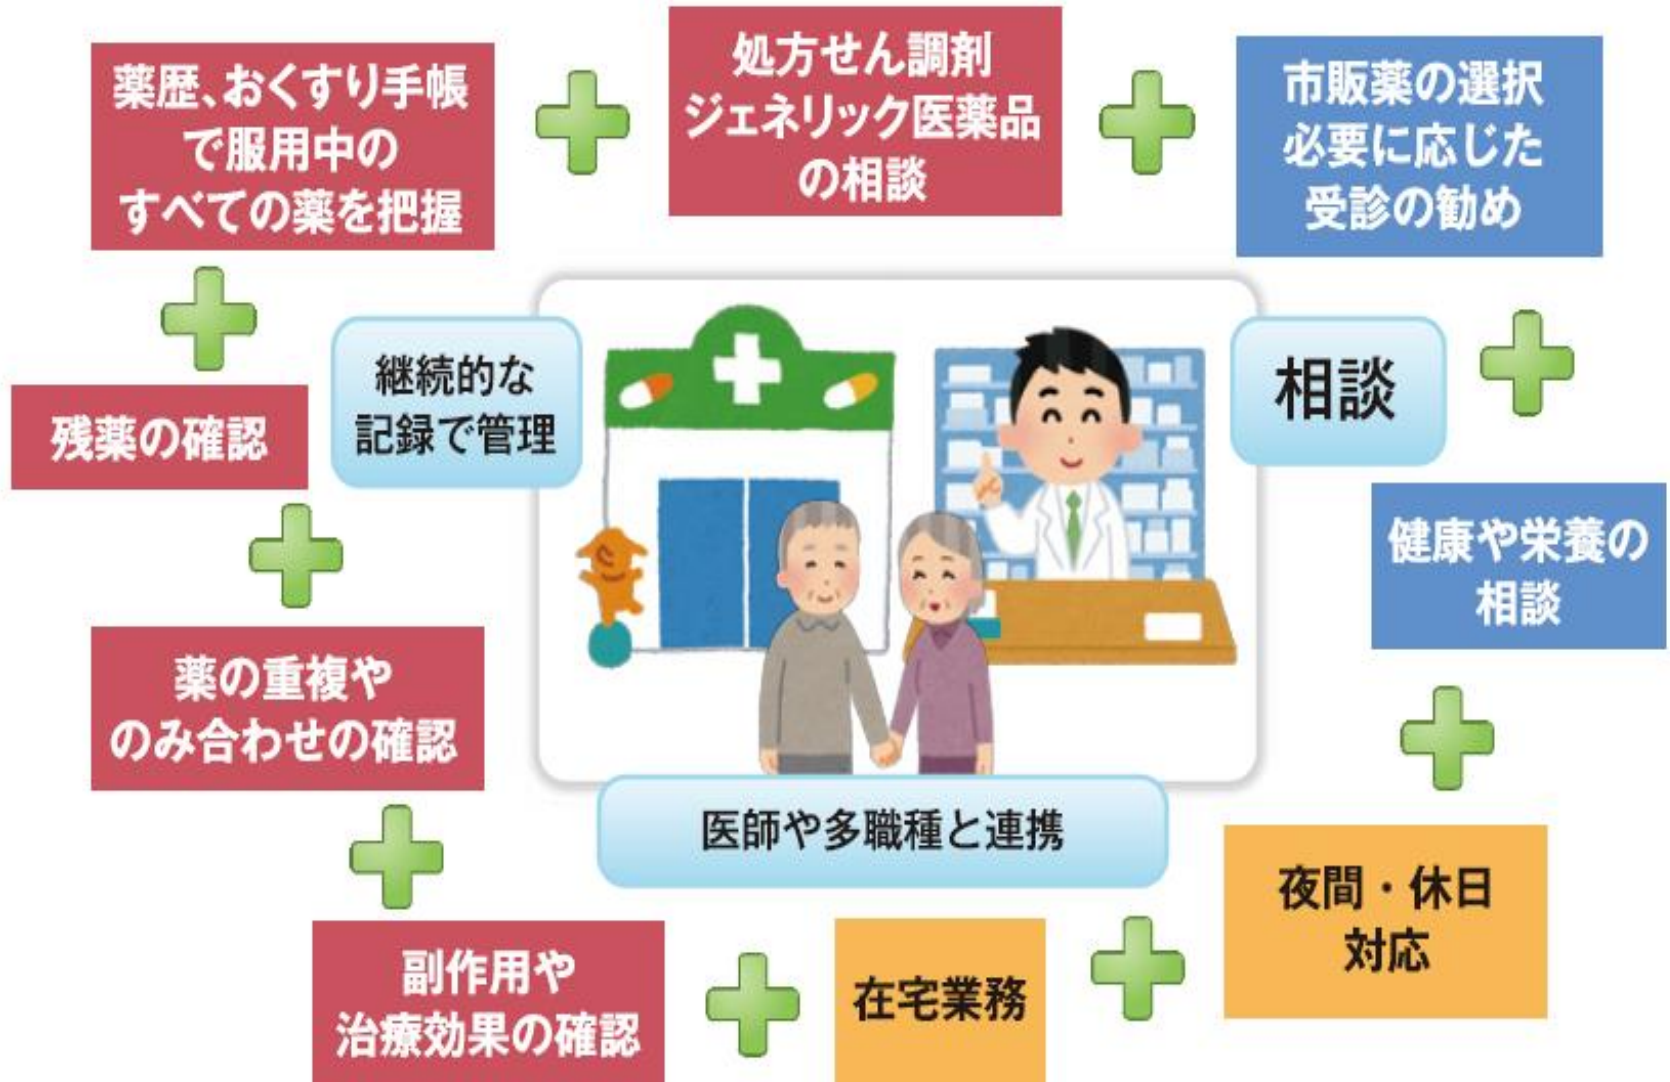 薬歴、おくすり手帳
で服用中の
すべての薬を把握
処方せん調剤
ジェネリック医薬品
の相談
市販薬の選択
必要に応じた
受診の勧め
継続的な
記録で管理
相談
残薬の確認
健康や栄養の
相談
薬の重複や
のみ合わせの確認
医師や多職種と連携
夜間・休日
対応
副作用や
治療効果の確認
在宅業務